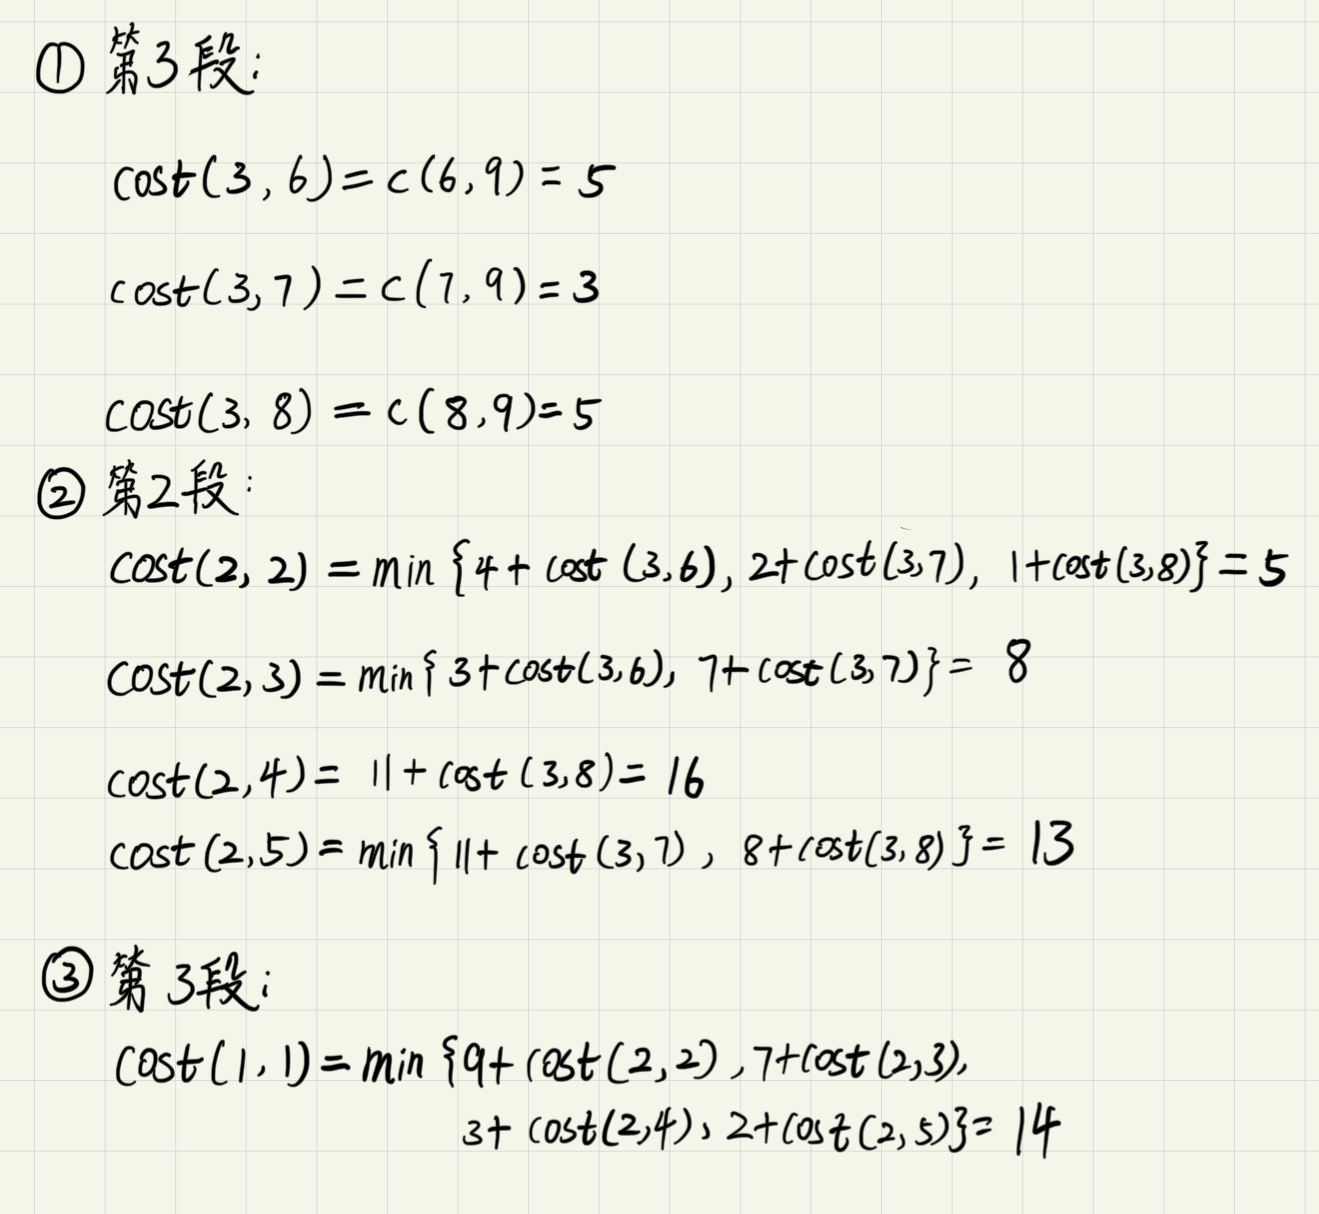 ① 第3段:
cost(3,6)=c(6,9)=5
cost(3,7)=c(7,9)=3
cost(3,8)=c(8,9)=5
② 第2段:
cost(2,2)=min{4+cost(3,6), 2+cost(3,7), 1+cost(3,8)}=5
cost(2,3)=min{3+cost(3,6), 7+cost(3,7)}=8
cost(2,4)=11+cost(3,8)=16
cost(2,5)=min{11+cost(3,7), 8+cost(3,8)}=13
③ 第3段:
cost(1,1)=min{9+cost(2,2), 7+cost(2,3),
3+cost(2,4), 2+cost(2,5)}=14